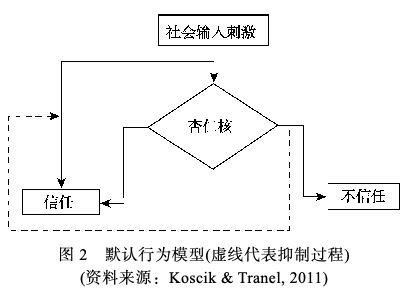 社会输入刺激
杏仁核
信任
不信任
图 2 默认行为模型(虚线代表抑制过程)
(资料来源：Koscik & Tranel, 2011)